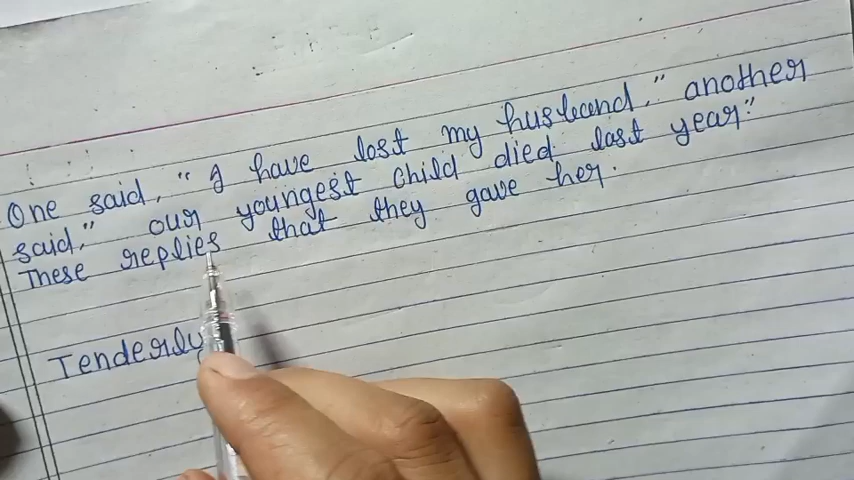 One said, " I have lost my husband," another
said," our youngest child died last year."
These replies that they gave her.
Tenderly